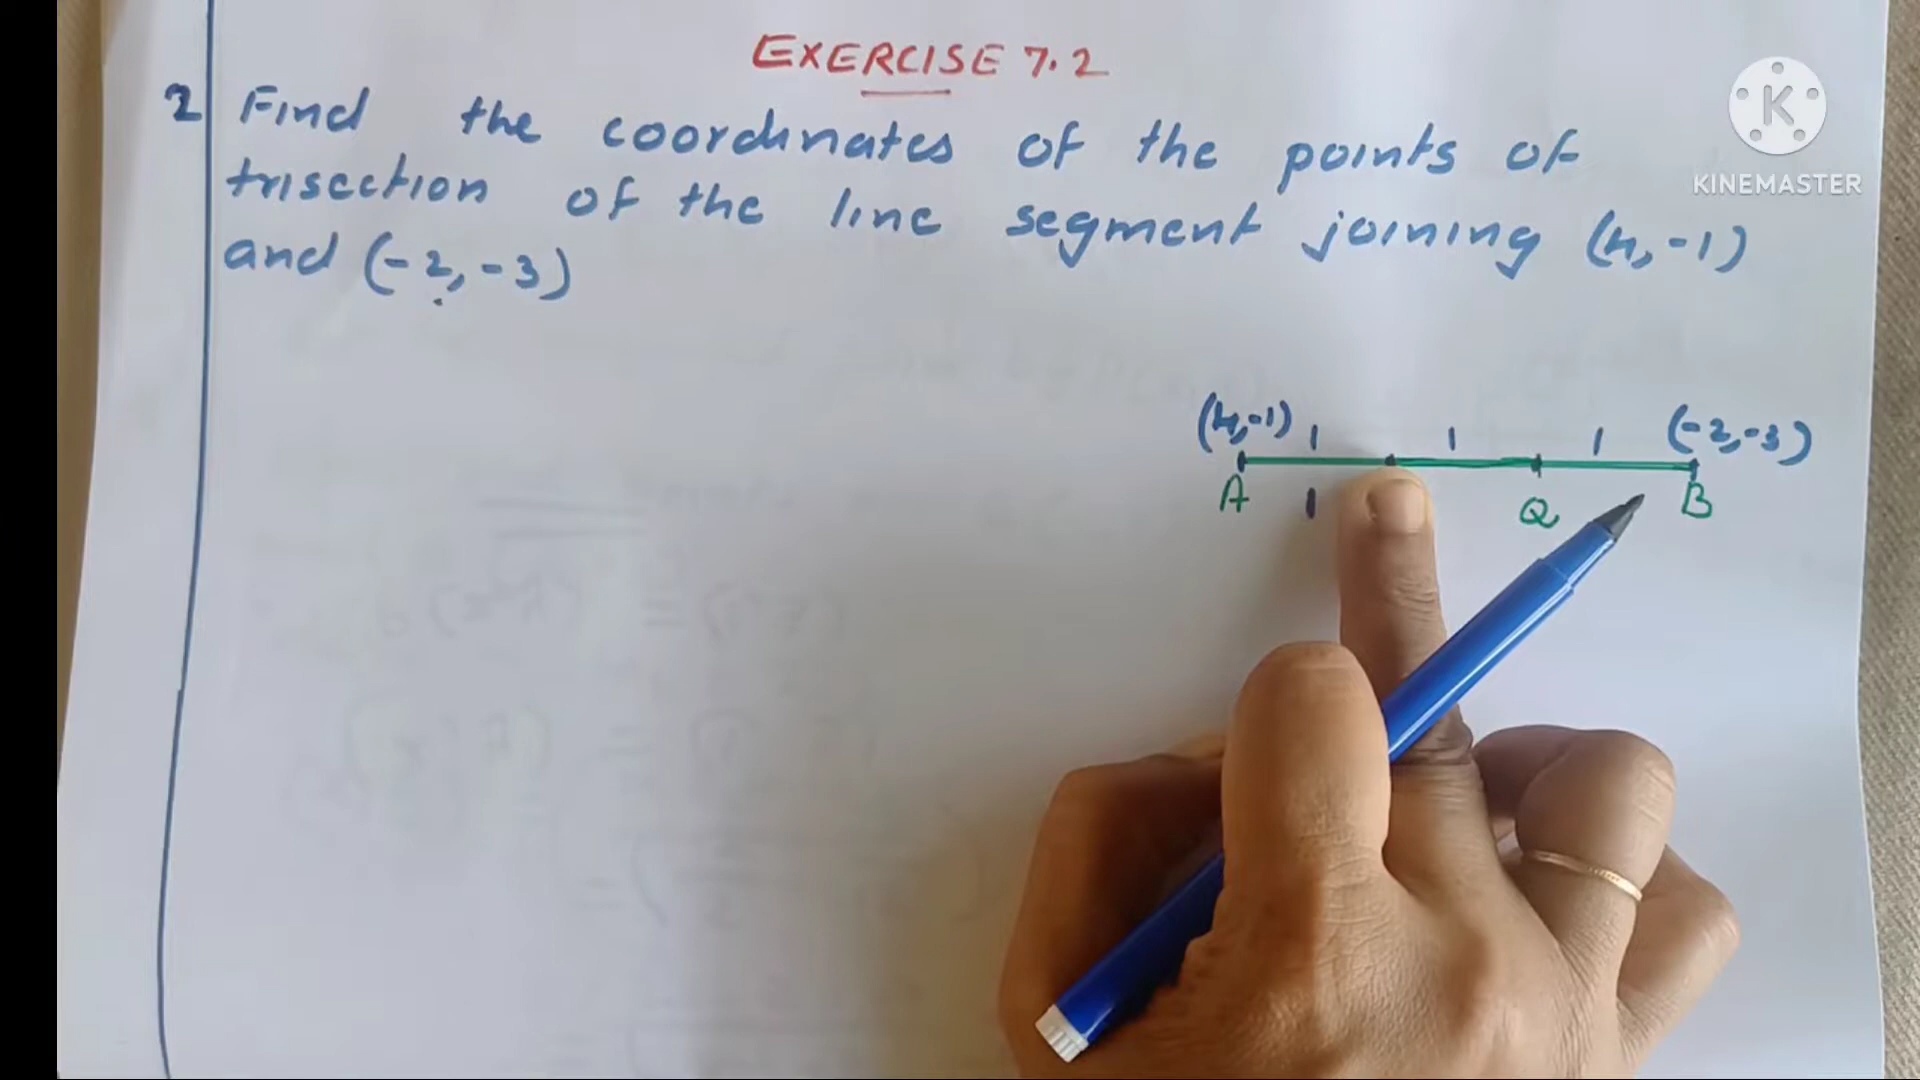 EXERCISE 7.2
2 Find the coordinates of the points of
trisection of the line segment joining (4, -1)
and (-2, -3)
K
KINEMASTER
(4, -1) 1 1 1 (-2, -3)
A 1 Q B